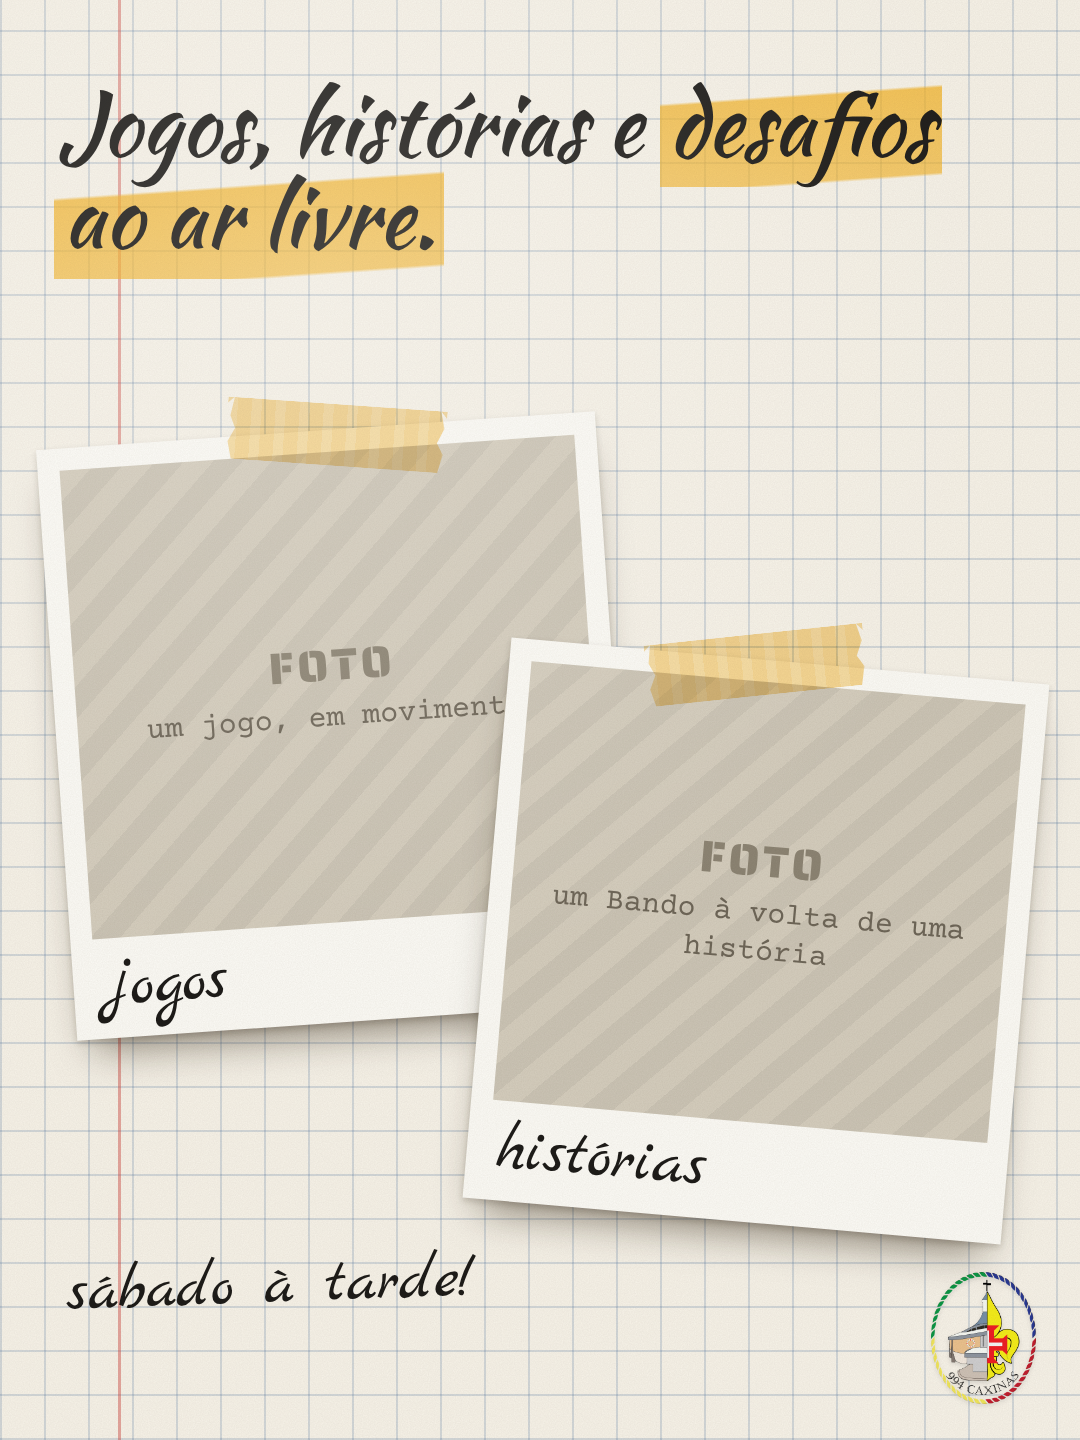 Jogos, histórias e desafios
ao ar livre.
FOTO
um jogo, em moviment
jogos
FOTO
um Bando à volta de uma
história
histórias
sábado à tarde!
994 CAXINAS